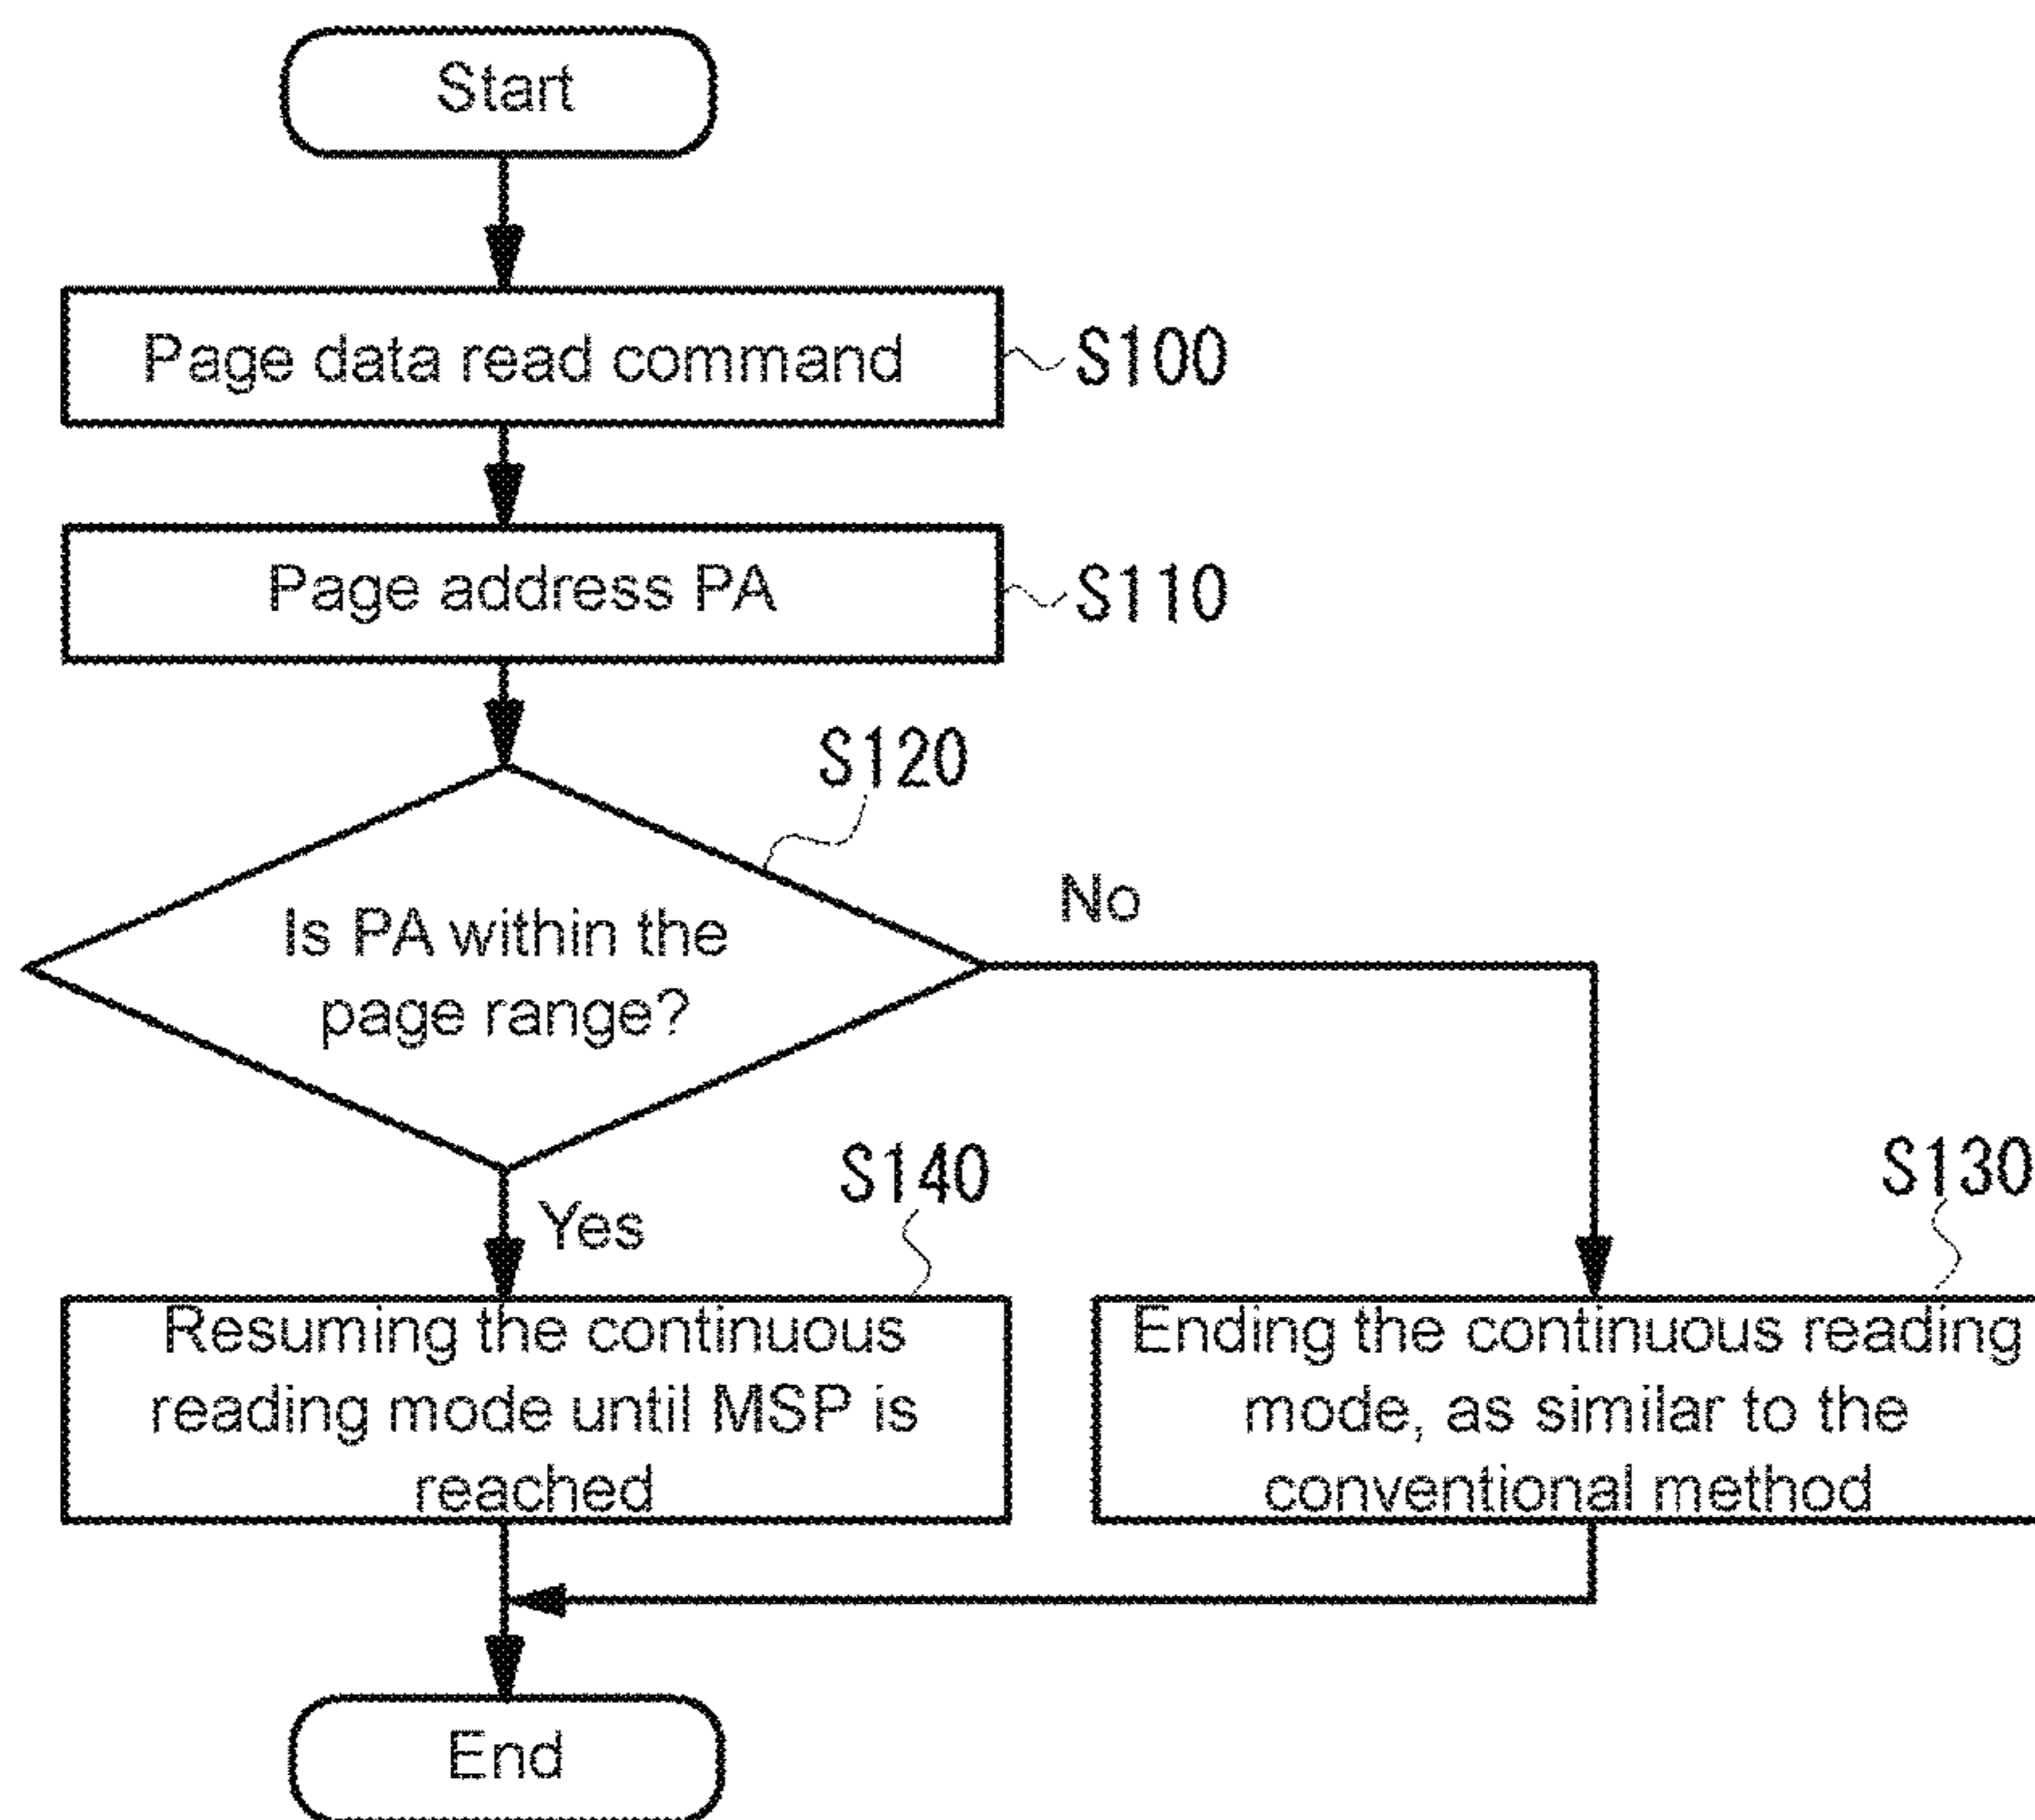 Start
Page data read command
S100
Page address PA
S110
S120
Is PA within the
page range?
No
Yes
S140
Resuming the continuous
reading mode until MSP is
reached
S130
Ending the continuous reading
mode, as similar to the
conventional method
End